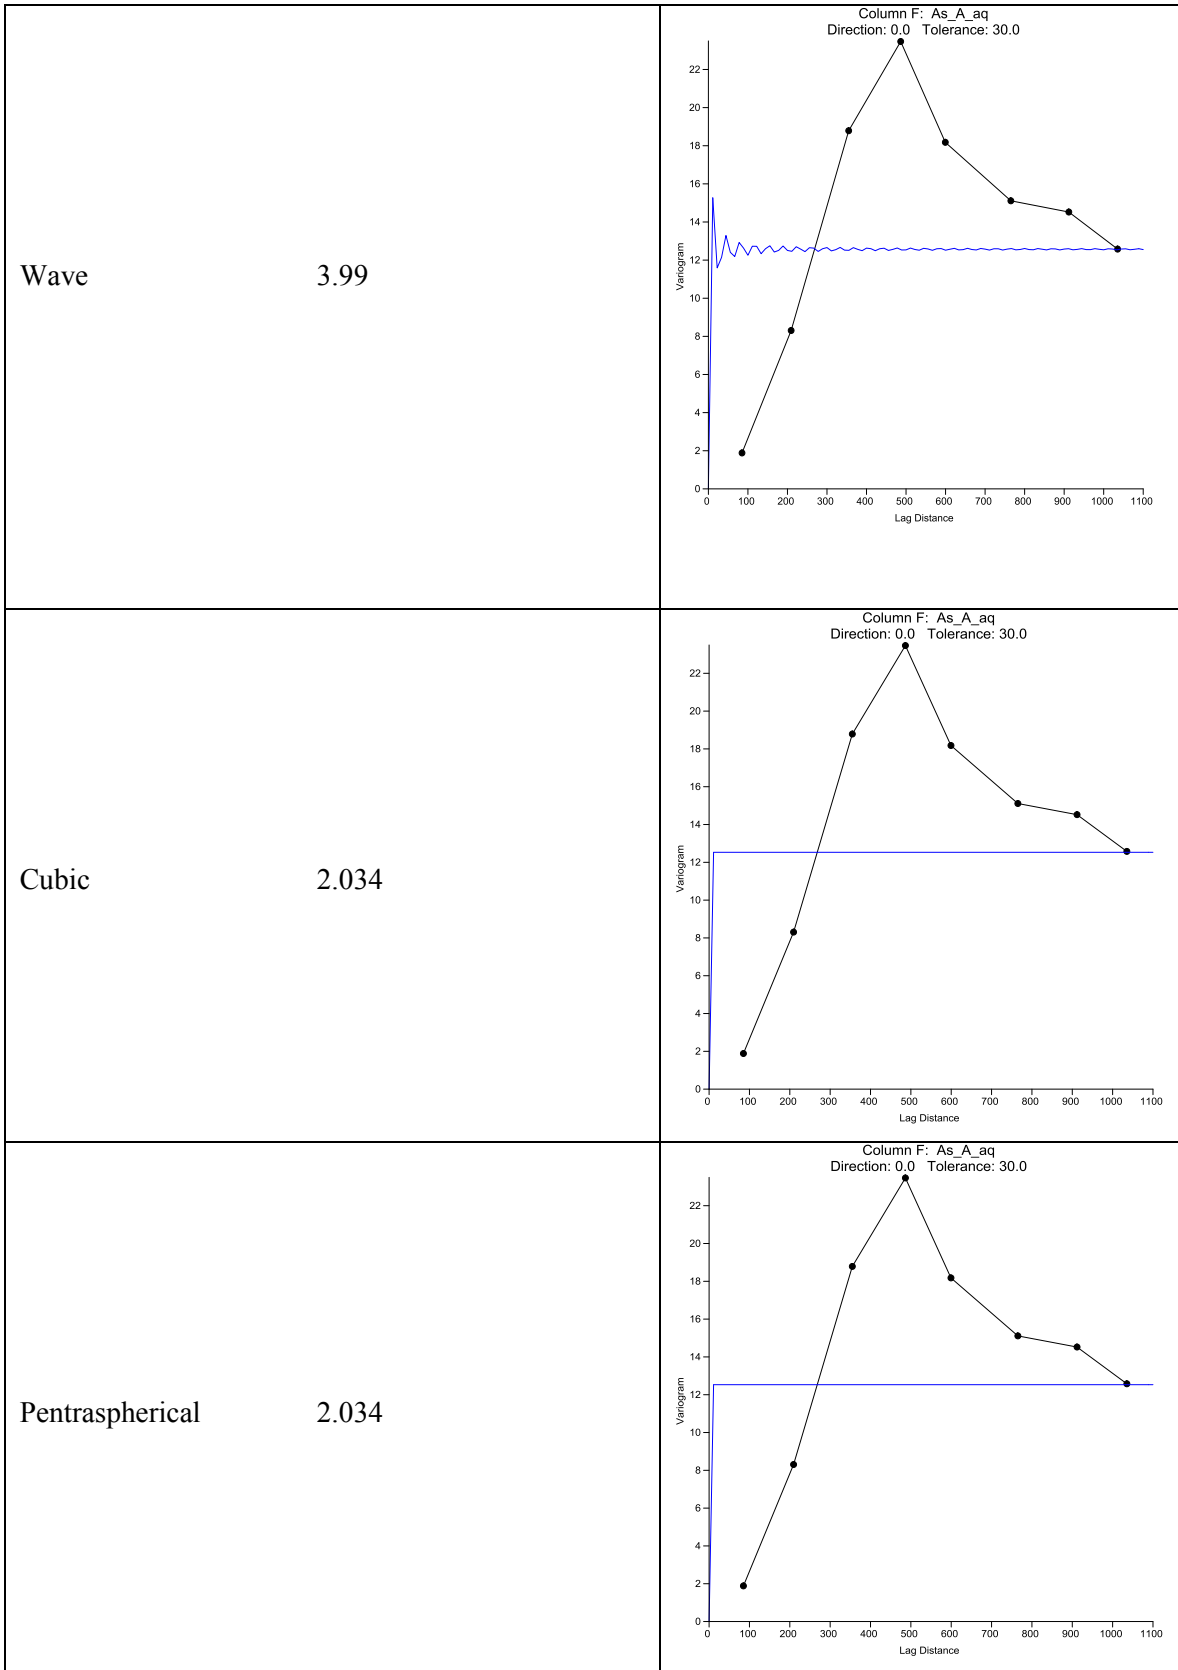 Wave 3.99
Column F: As_A_aq
Direction: 0.0 Tolerance: 30.0
22
20
18
16
14
12
10
8
6
4
2
0
Variogram
0 100 200 300 400 500 600 700 800 900 1000 1100
Lag Distance
Cubic 2.034
Column F: As_A_aq
Direction: 0.0 Tolerance: 30.0
22
20
18
16
14
12
10
8
6
4
2
0
Variogram
0 100 200 300 400 500 600 700 800 900 1000 1100
Lag Distance
Pentraspherical 2.034
Column F: As_A_aq
Direction: 0.0 Tolerance: 30.0
22
20
18
16
14
12
10
8
6
4
2
0
Variogram
0 100 200 300 400 500 600 700 800 900 1000 1100
Lag Distance